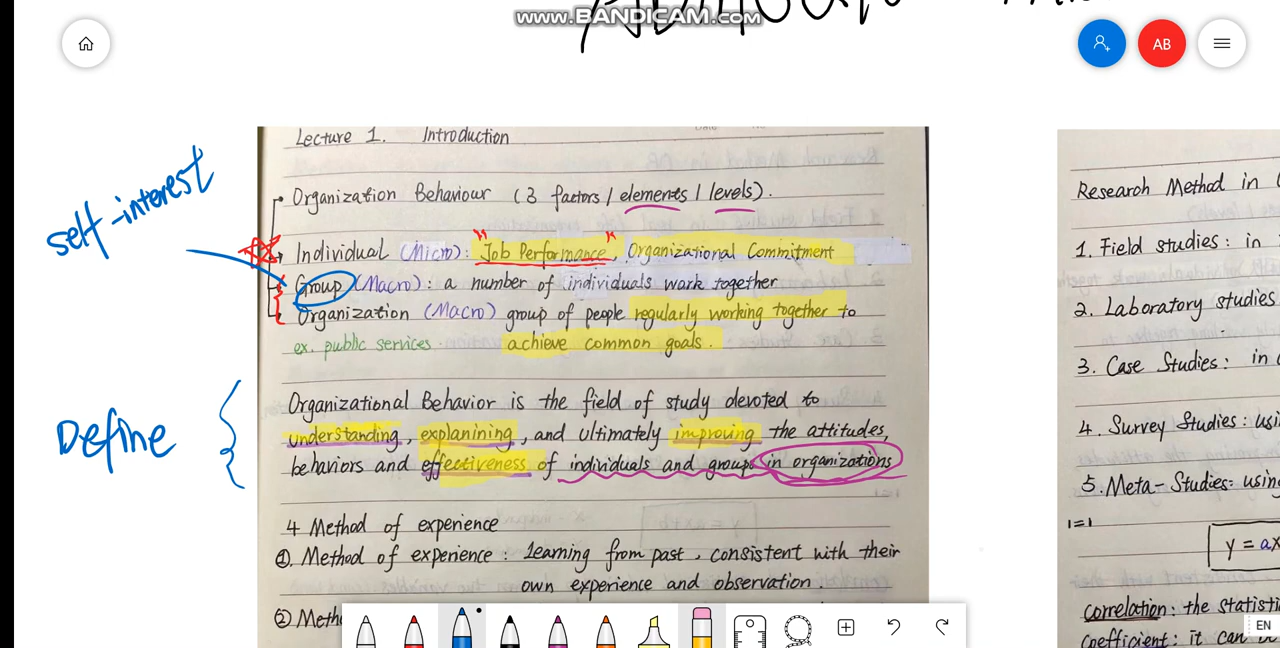 www.BANDICAM.com
AB
Lecture 1. Introduction
Organization Behaviour (3 factors / elements / levels).
self-interest
Individual (Micro): "Job Performance", Organizational Commitment
Group (Macro): a number of individuals work together
Organization (Macro) group of people regularly working together to
ex. public services. achieve common goals.
Define
Organizational Behavior is the field of study devoted to
understanding, explanining, and ultimately improving the attitudes,
behaviors and effectiveness of individuals and groups in organizations
4 Method of experience
①. Method of experience: learning from past, consistent with their
own experience and observation.
②
Research Method in
1. Field studies: in
2. Laboratory studies
3. Case Studies: in
4. Survey Studies:
5. Meta-Studies: using
1=1
y = ax
correlation: the
coefficient: it can
EN